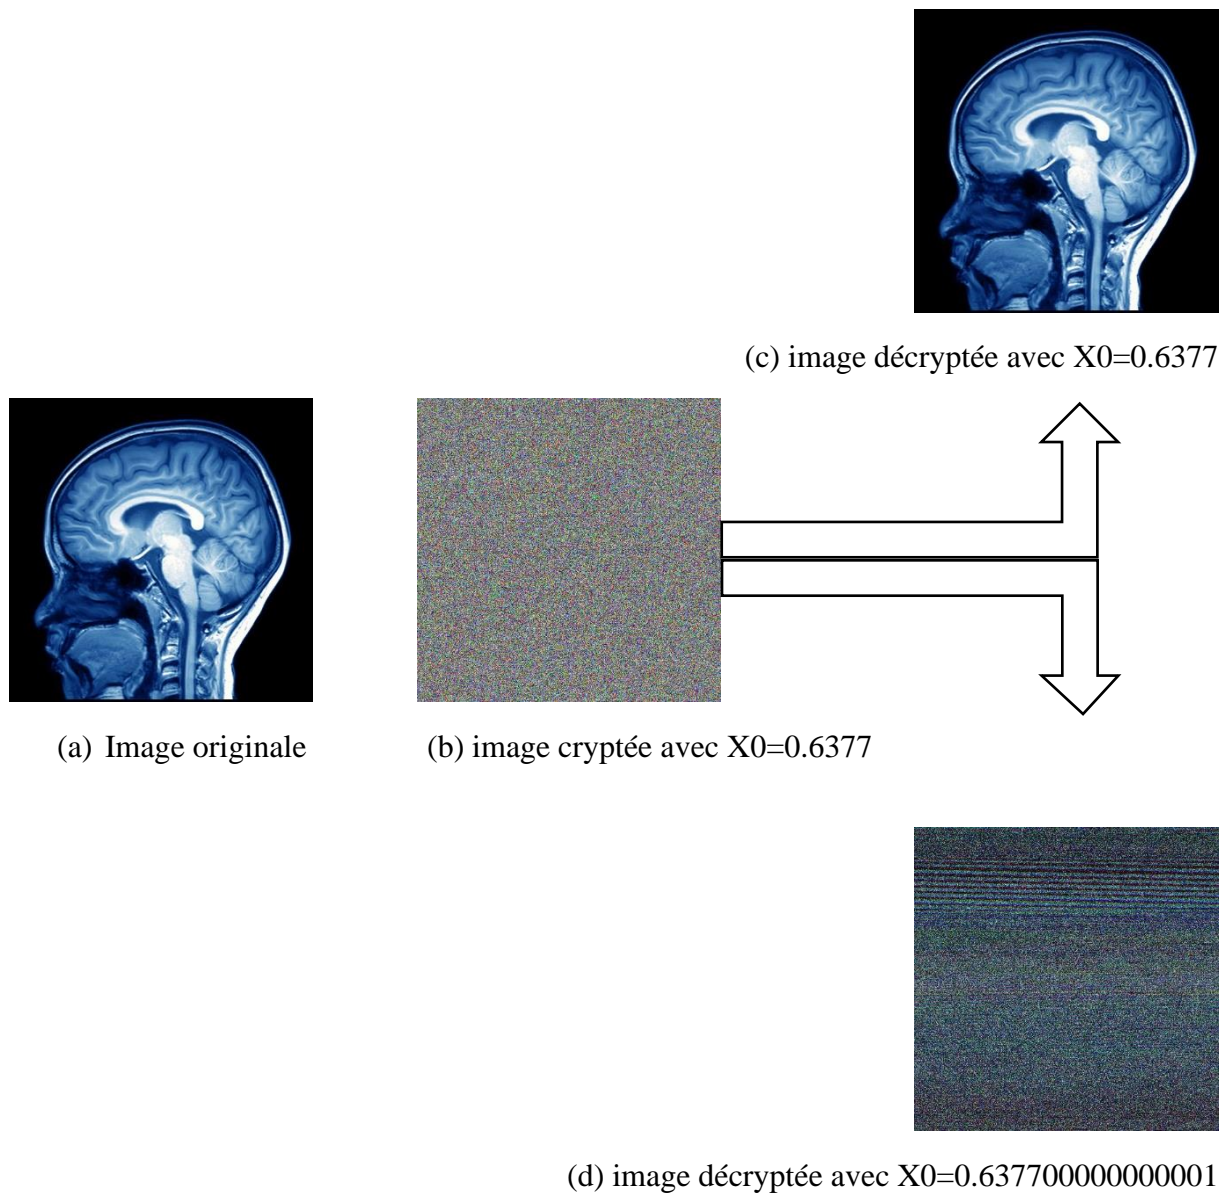 (c) image décryptée avec X0=0.6377
(a) Image originale
(b) image cryptée avec X0=0.6377
(d) image décryptée avec X0=0.637700000000001